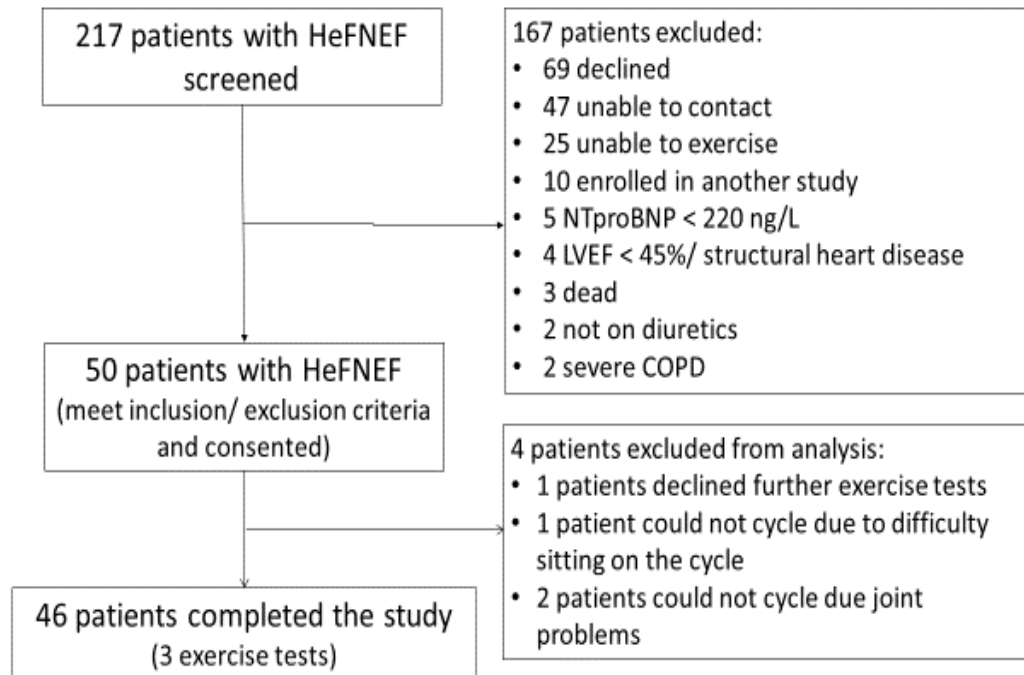 217 patients with HeFNEF
screened
167 patients excluded:
• 69 declined
• 47 unable to contact
• 25 unable to exercise
• 10 enrolled in another study
• 5 NTproBNP < 220 ng/L
• 4 LVEF < 45%/ structural heart disease
• 3 dead
• 2 not on diuretics
• 2 severe COPD
50 patients with HeFNEF
(meet inclusion/ exclusion criteria
and consented)
4 patients excluded from analysis:
• 1 patients declined further exercise tests
• 1 patient could not cycle due to difficulty
sitting on the cycle
• 2 patients could not cycle due joint
problems
46 patients completed the study
(3 exercise tests)